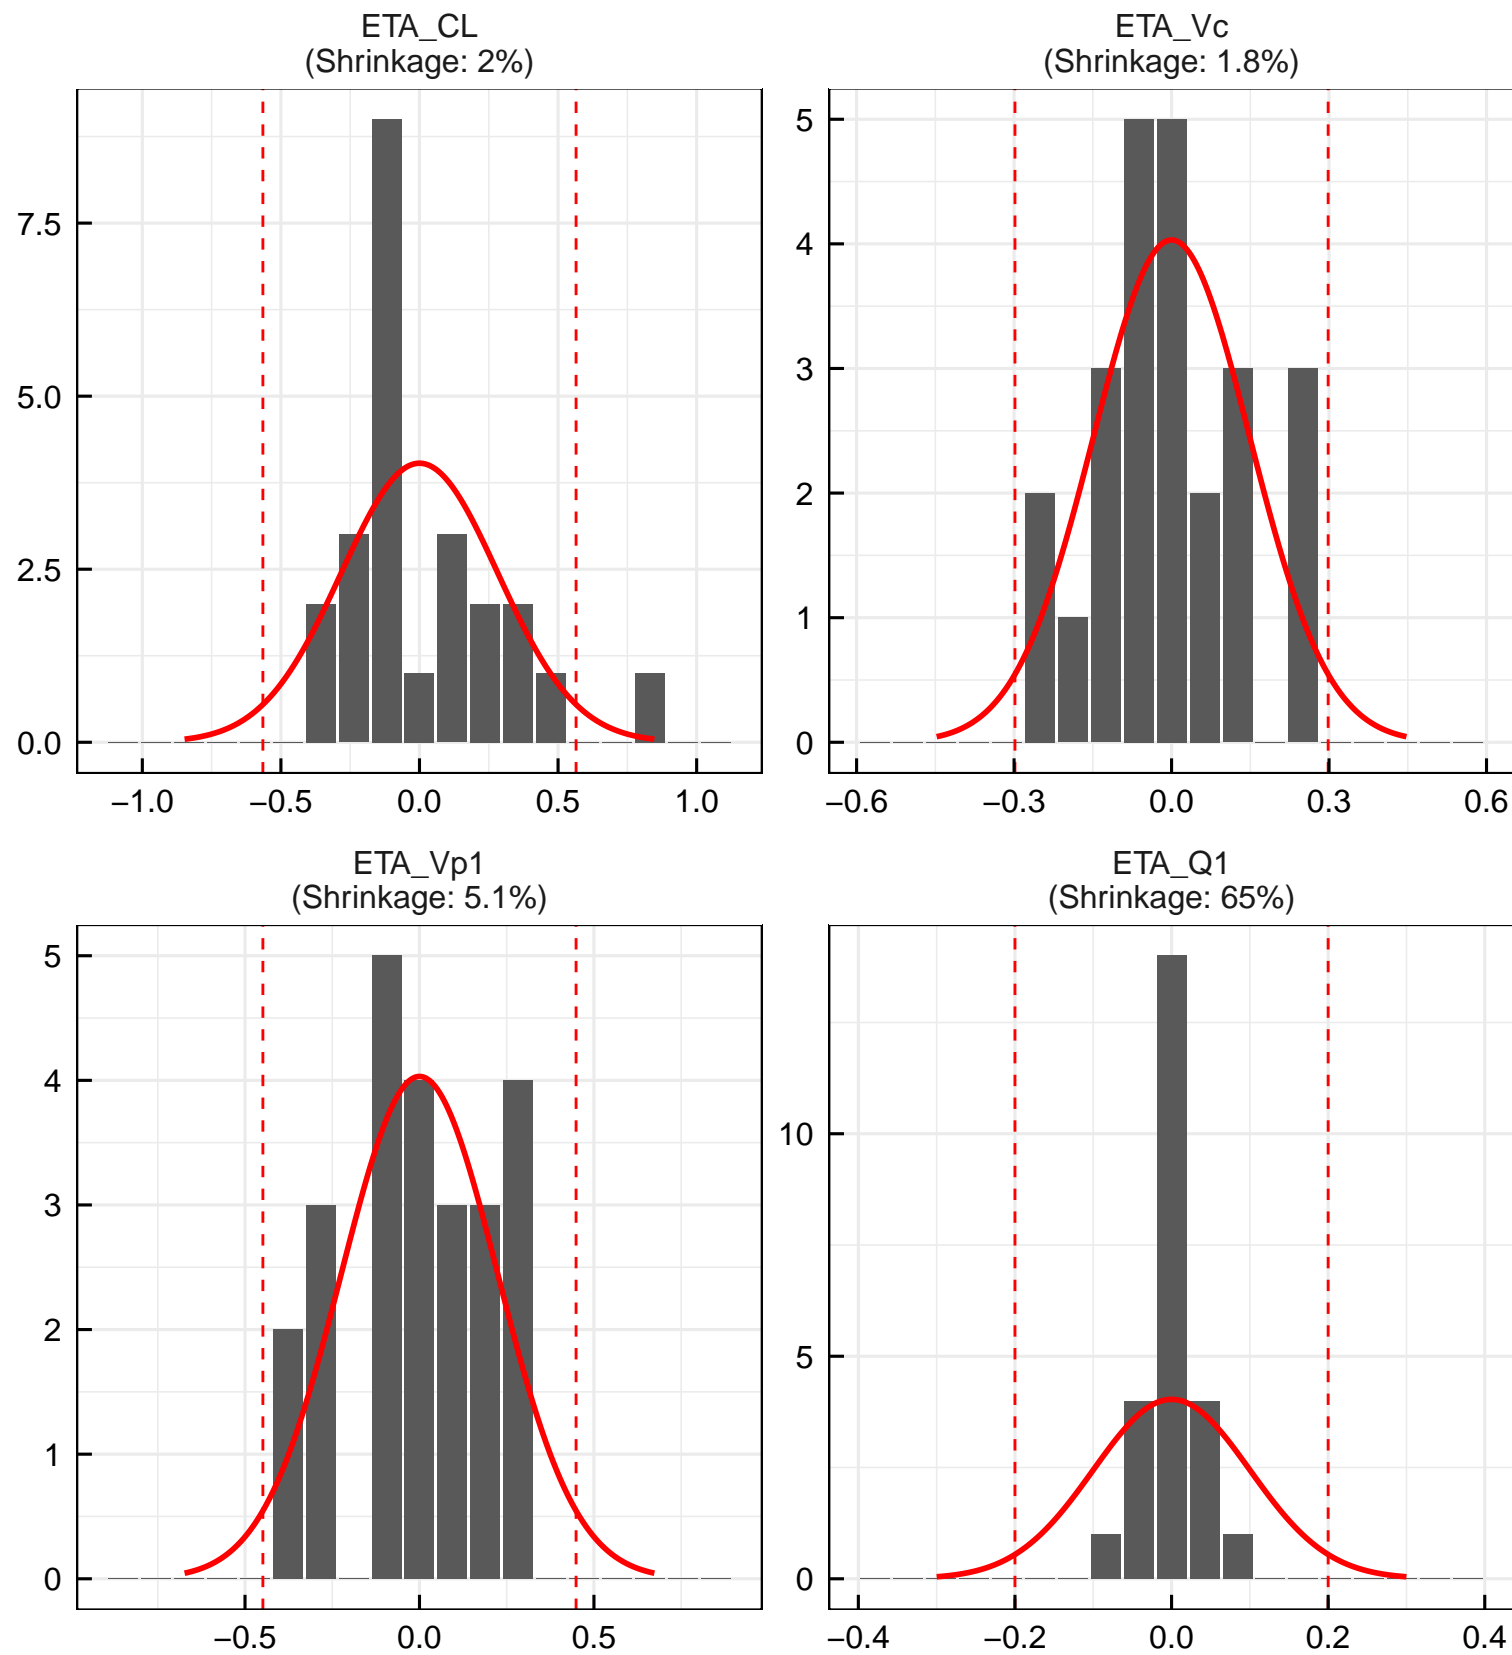 ETA_CL
(Shrinkage: 2%)
7.5
5.0
2.5
0.0
−1.0 −0.5 0.0 0.5 1.0
ETA_Vc
(Shrinkage: 1.8%)
5
4
3
2
1
0
−0.6 −0.3 0.0 0.3 0.6
ETA_Vp1
(Shrinkage: 5.1%)
5
4
3
2
1
0
−0.5 0.0 0.5
ETA_Q1
(Shrinkage: 65%)
10
5
0
−0.4 −0.2 0.0 0.2 0.4